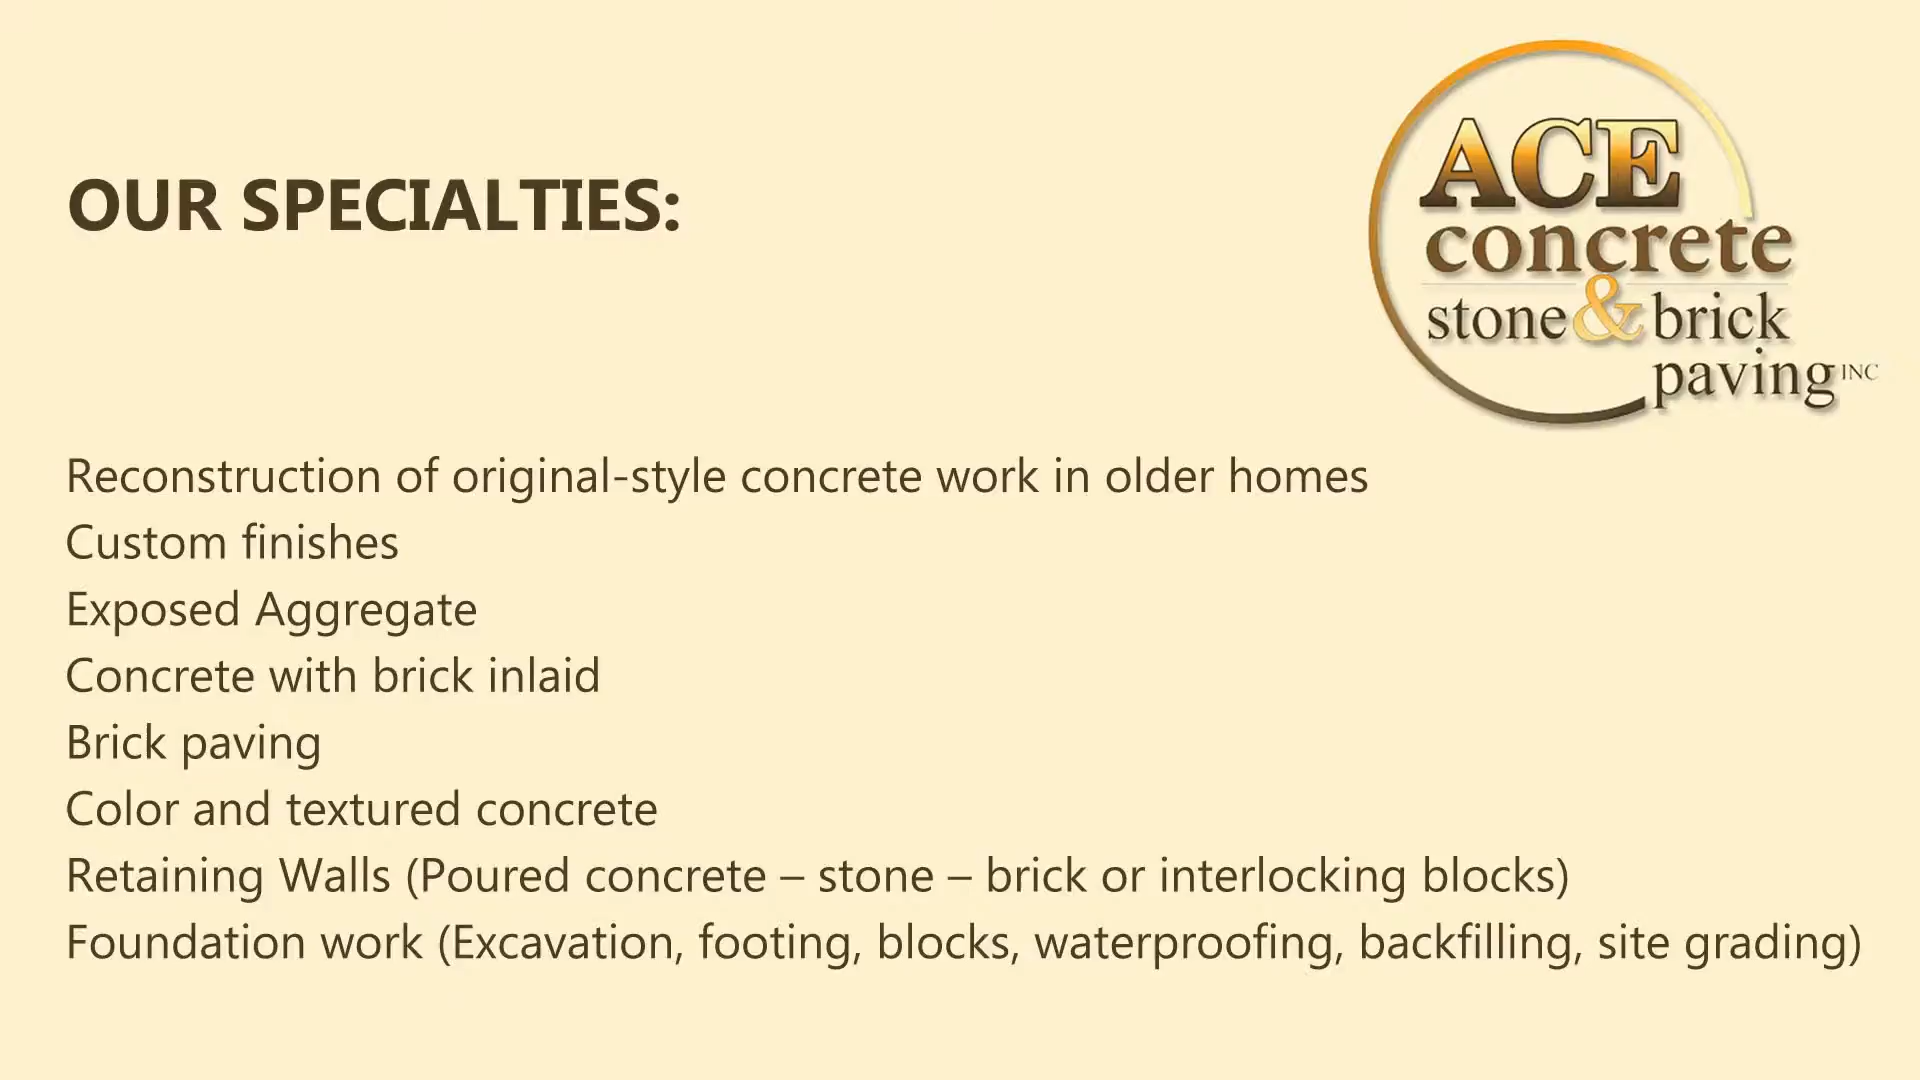 OUR SPECIALTIES:
ACE
concrete
stone & brick
paving INC
Reconstruction of original-style concrete work in older homes
Custom finishes
Exposed Aggregate
Concrete with brick inlaid
Brick paving
Color and textured concrete
Retaining Walls (Poured concrete – stone – brick or interlocking blocks)
Foundation work (Excavation, footing, blocks, waterproofing, backfilling, site grading)